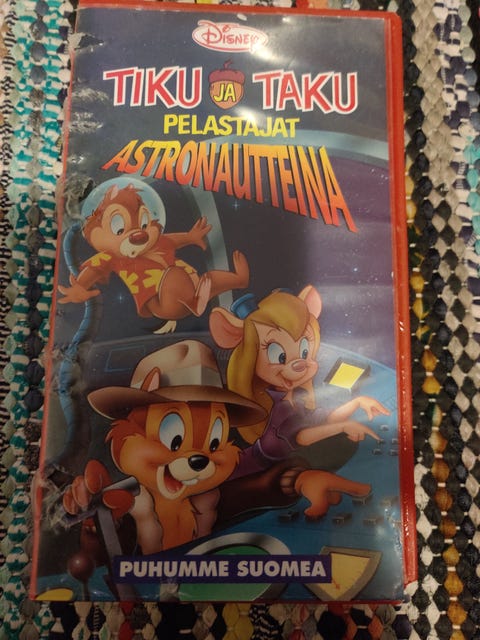 Disney
TIKU JA TAKU
PELASTAJAT
ASTRONAUTTEINA
PUHUMME SUOMEA